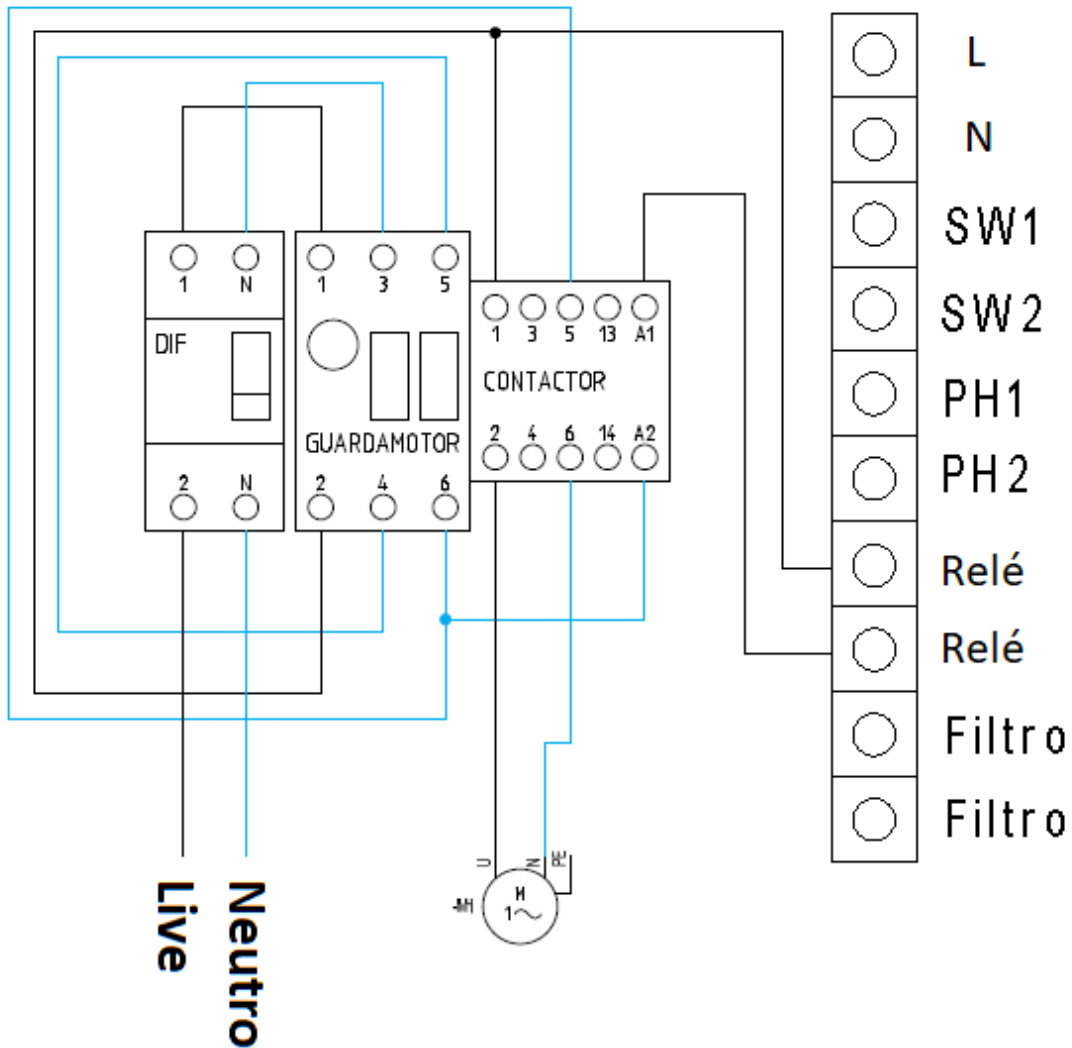 L
N
SW1
SW2
PH1
PH2
Relé
Relé
Filtro
Filtro
1 N
DIF
2 N
1 3 5
GUARDAMOTOR
2 4 6
1 3 5 13 A1
CONTACTOR
2 4 6 14 A2
U N PE
M
1
Live
Neutro